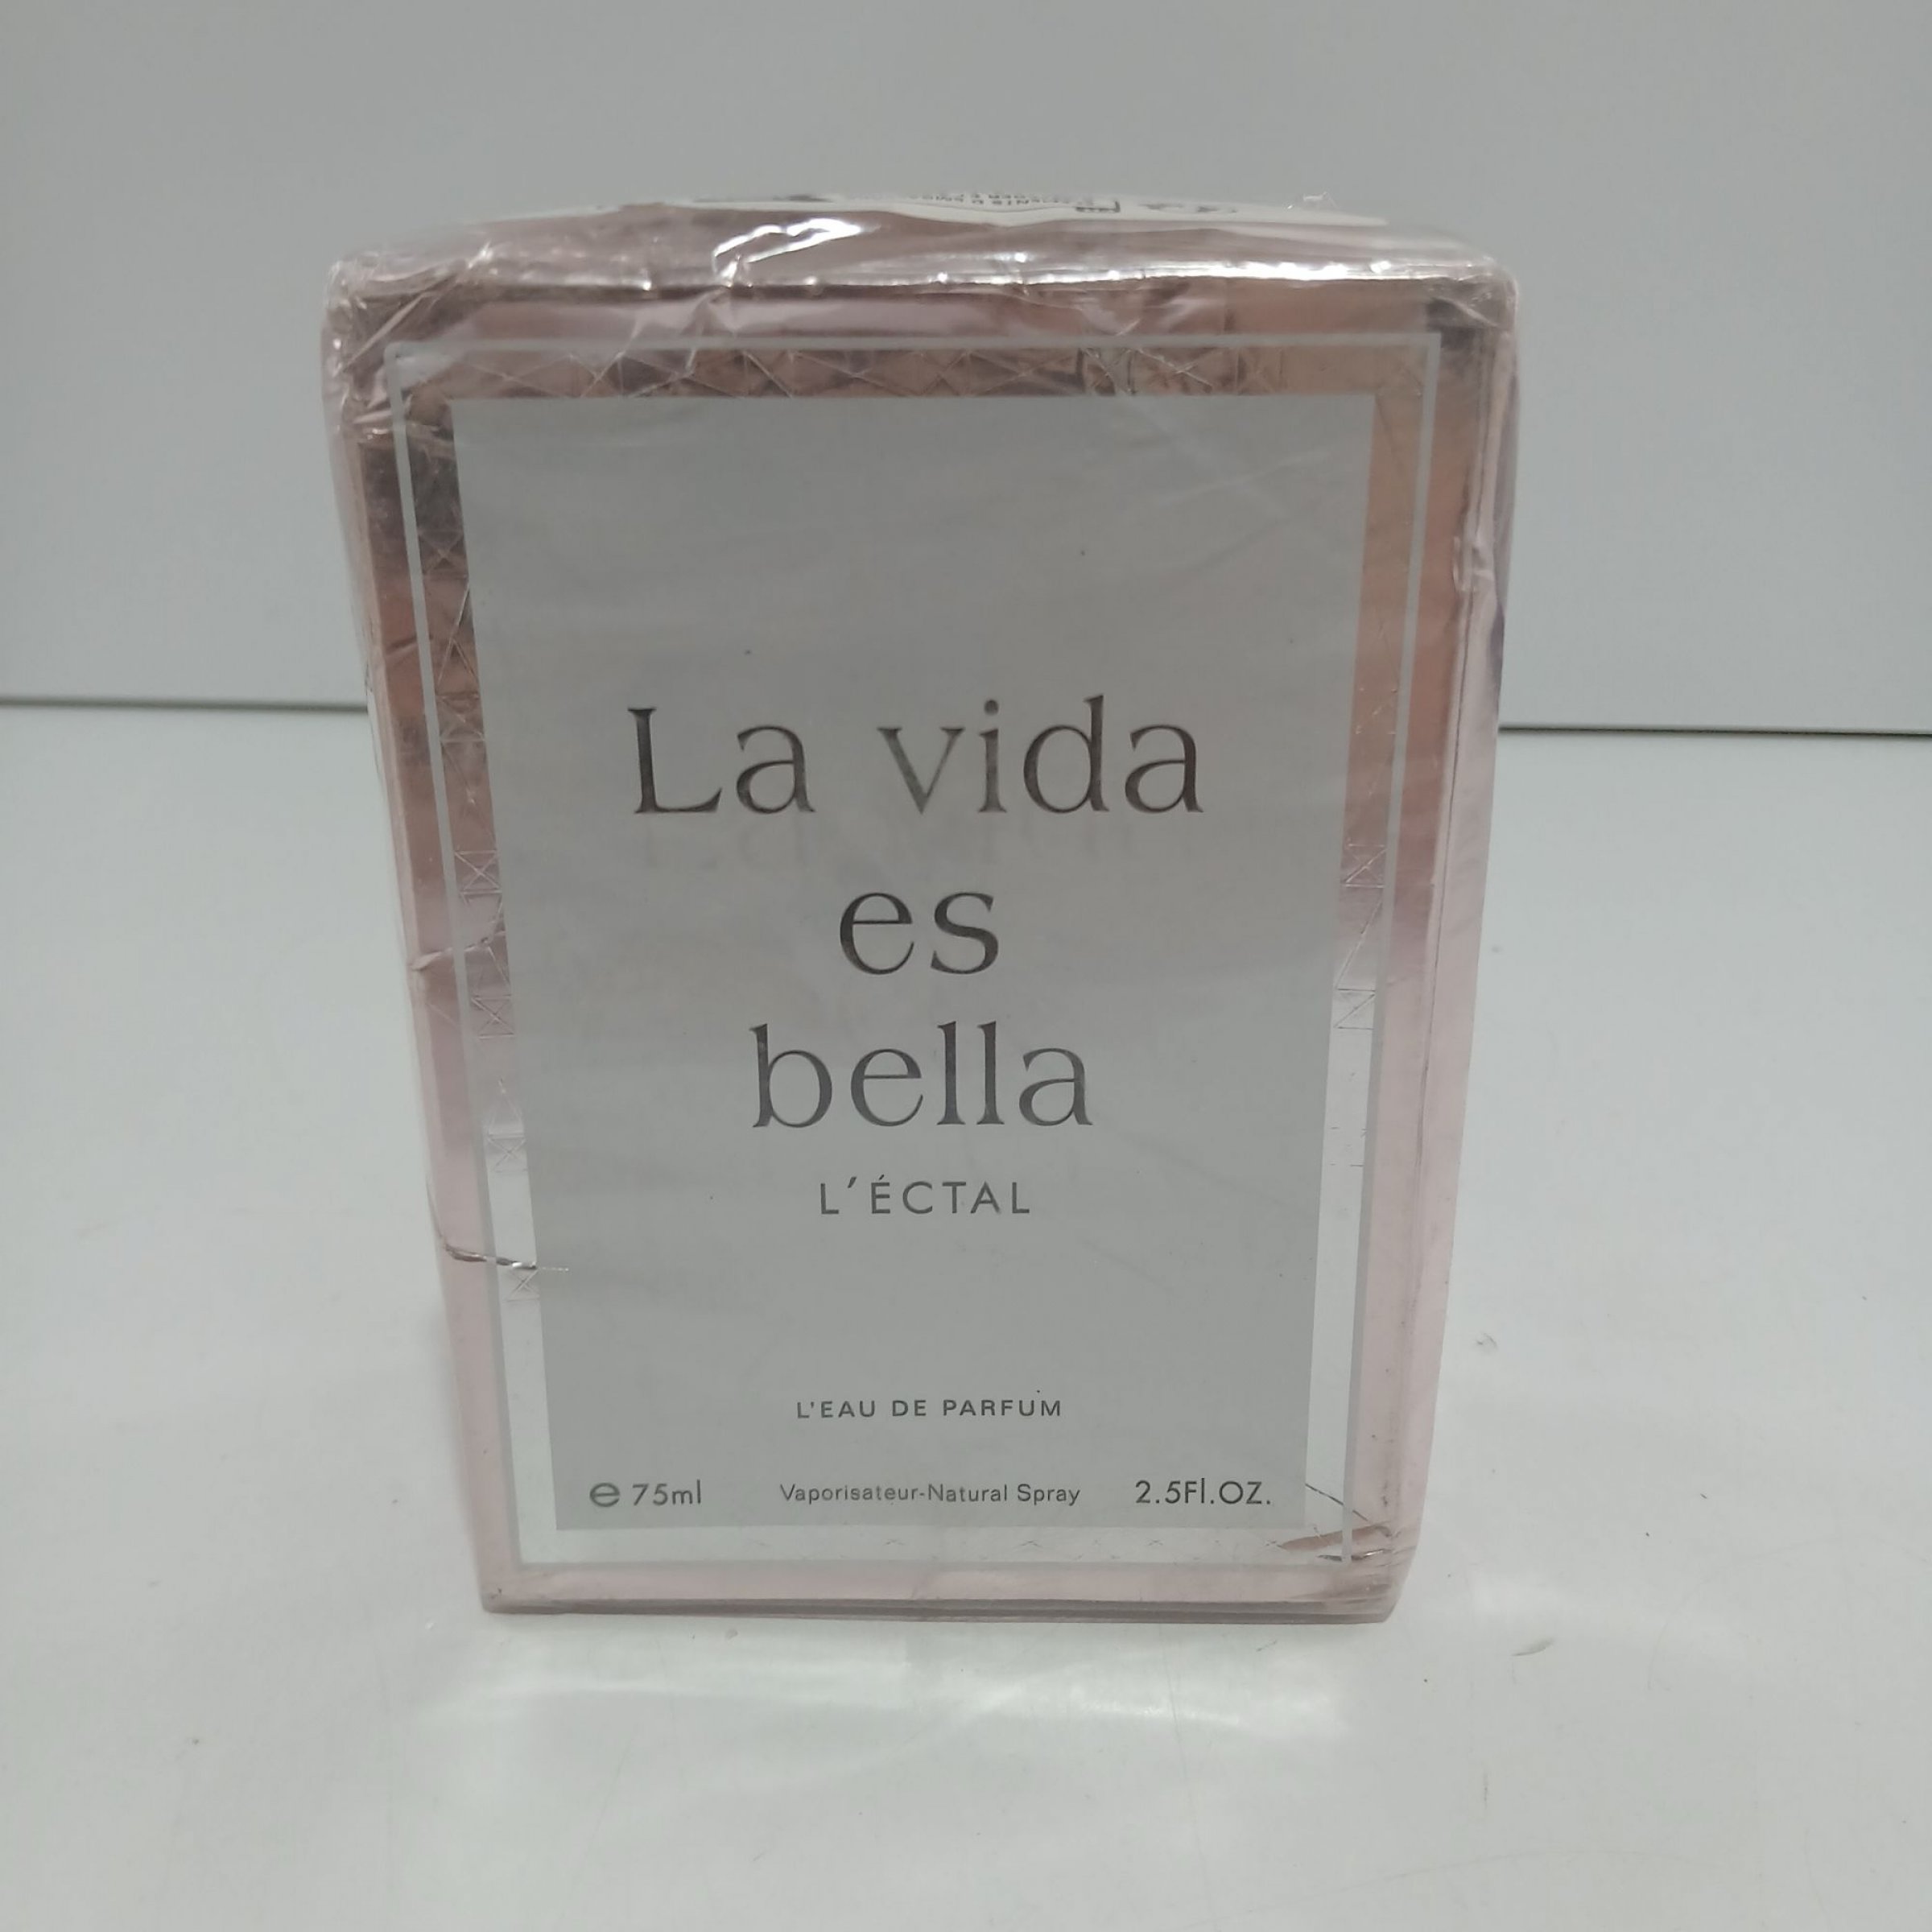 La vida
es
bella
L'ÉCTAL
L'EAU DE PARFUM
℮ 75ml Vaporisateur-Natural Spray 2.5Fl.OZ.